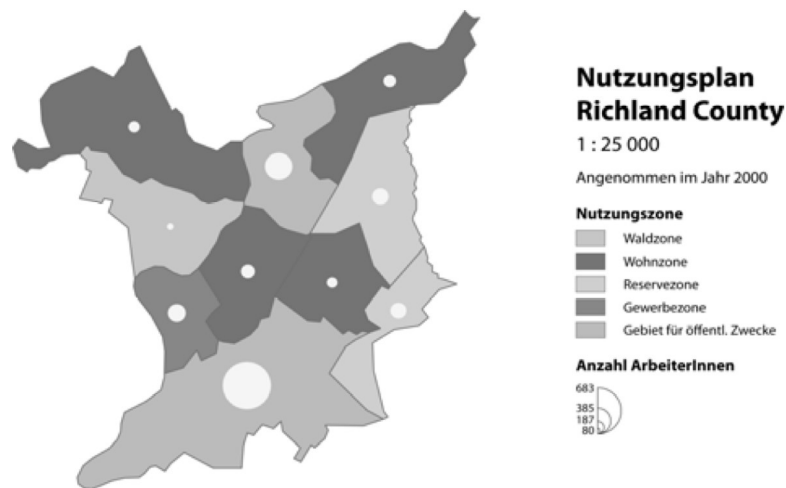 Nutzungsplan
Richland County
1 : 25 000
Angenommen im Jahr 2000
Nutzungszone
Waldzone
Wohnzone
Reservezone
Gewerbezone
Gebiet für öffentl. Zwecke
Anzahl ArbeiterInnen
683
385
187
80